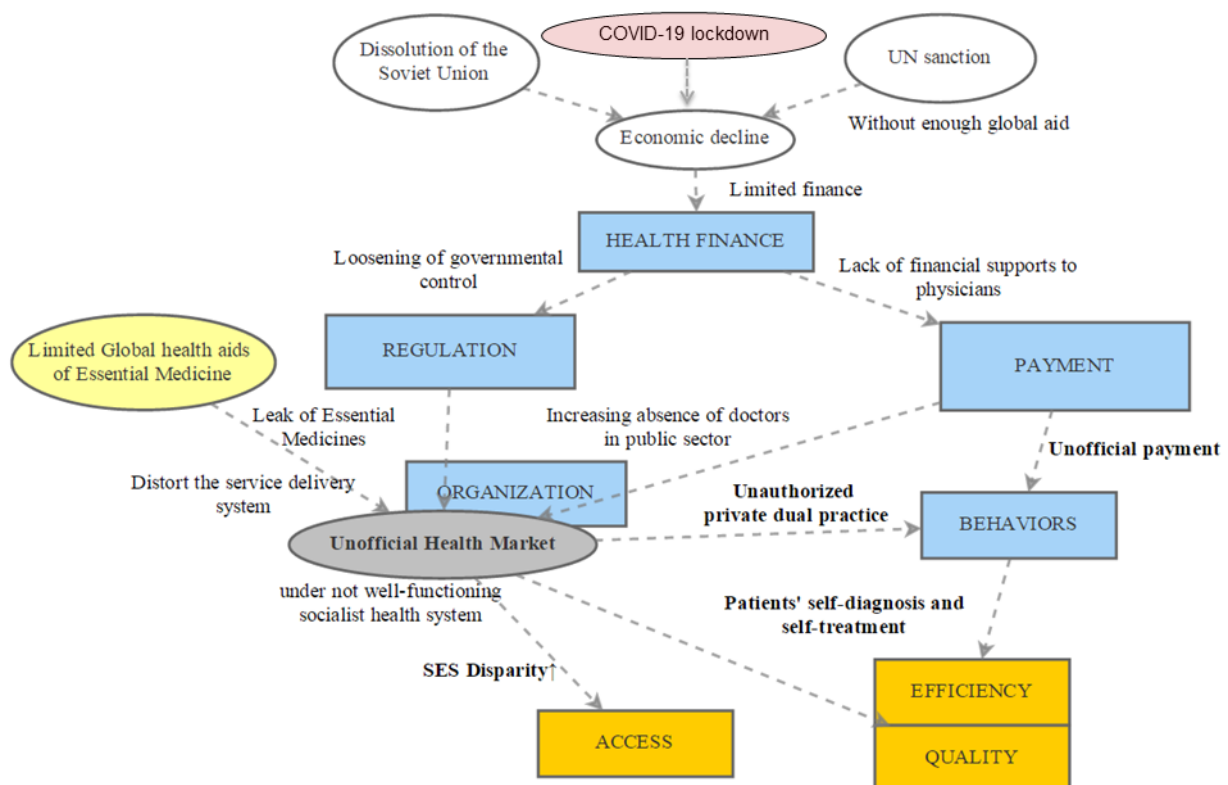 COVID-19 lockdown
Dissolution of the
Soviet Union
UN sanction
Without enough global aid
Economic decline
Limited finance
HEALTH FINANCE
Loosening of governmental
control
Lack of financial supports to
physicians
Limited Global health aids
of Essential Medicine
REGULATION
PAYMENT
Leak of Essential
Medicines
Increasing absence of doctors
in public sector
Unofficial payment
Distort the service delivery
system
ORGANIZATION
Unauthorized
private dual practice
BEHAVIORS
Unofficial Health Market
under not well-functioning
socialist health system
Patients' self-diagnosis and
self-treatment
SES Disparity↑
EFFICIENCY
ACCESS
QUALITY